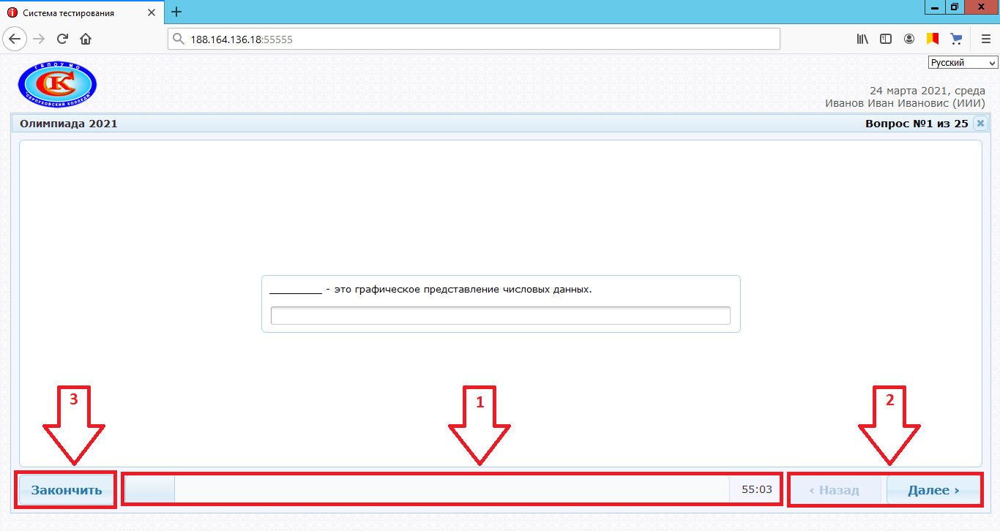 Система тестирования
188.164.136.18:55555
Русский
ГБПОУ МО
СК
"СЕРПУХОВСКИЙ КОЛЛЕДЖ"
24 марта 2021, среда
Иванов Иван Ивановис (ИИИ)
Олимпиада 2021
Вопрос №1 из 25
_________ - это графическое представление числовых данных.
3
1
2
Закончить
55:03
‹ Назад
Далее ›